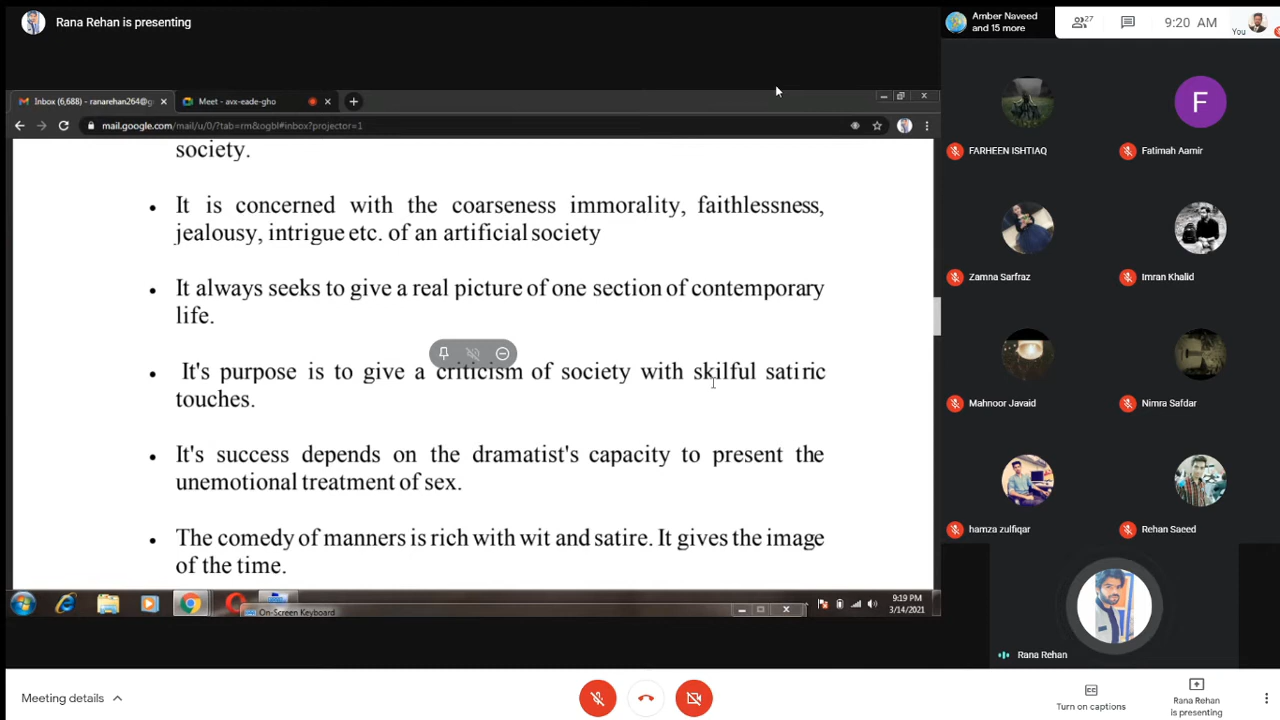 Rana Rehan is presenting
Amber Naveed
and 15 more
27
9:20 AM
You
Inbox (6,688) - ranarehan264@g
Meet - avx-eade-gho
mail.google.com/mail/u/0/?tab=rm&ogbl#inbox?projector=1
society.
• It is concerned with the coarseness immorality, faithlessness,
jealousy, intrigue etc. of an artificial society
• It always seeks to give a real picture of one section of contemporary
life.
• It's purpose is to give a criticism of society with skilful satiric
touches.
• It's success depends on the dramatist's capacity to present the
unemotional treatment of sex.
• The comedy of manners is rich with wit and satire. It gives the image
of the time.
On-Screen Keyboard
9:19 PM
3/14/2021
FARHEEN ISHTIAQ
F
Fatimah Aamir
Zamna Sarfraz
Imran Khalid
Mahnoor Javaid
Nimra Safdar
hamza zulfiqar
Rehan Saeed
Rana Rehan
Meeting details
CC
Turn on captions
Rana Rehan
is presenting